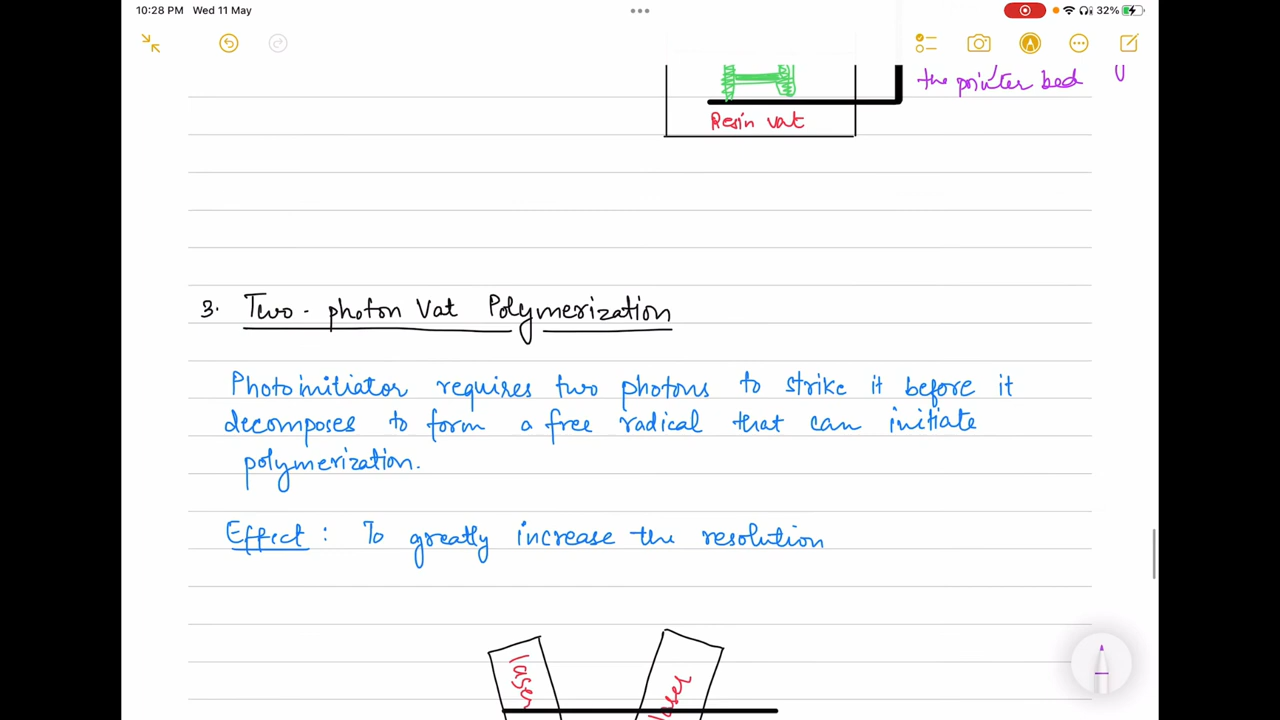 10:28 PM Wed 11 May
32%
the printer bed
Resin vat
3. Two-photon Vat Polymerization
Photoinitiator requires two photons to strike it before it
decomposes to form a free radical that can initiate
polymerization.
Effect: To greatly increase the resolution
laser
laser